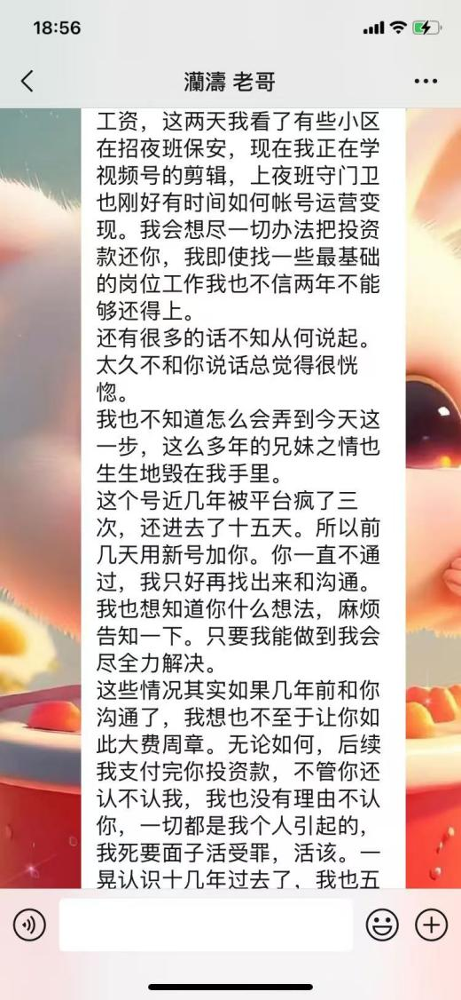 18:56
灡濤 老哥
工资，这两天我看了有些小区
在招夜班保安，现在我正在学
视频号的剪辑，上夜班守门卫
也刚好有时间如何帐号运营变
现。我会想尽一切办法把投资
款还你，我即使找一些最基础
的岗位工作我也不信两年不能
够还得上。
还有很多的话不知从何说起。
太久不和你说话总觉得很恍
惚。
我也不知道怎么会弄到今天这
一步，这么多年的兄妹之情也
生生地毁在我手里。
这个号近几年被平台疯了三
次，还进去了十五天。所以前
几天用新号加你。你一直不通
过，我只好再找出来和沟通。
我也想知道你什么想法，麻烦
告知一下。只要我能做到我会
尽全力解决。
这些情况其实如果几年前和你
沟通了，我想也不至于让你如
此大费周章。无论如何，后续
我支付完你投资款，不管你还
认不认我，我也没有理由不认
你，一切都是我个人引起的，
我死要面子活受罪，活该。一
晃认识十几年过去了，我也五